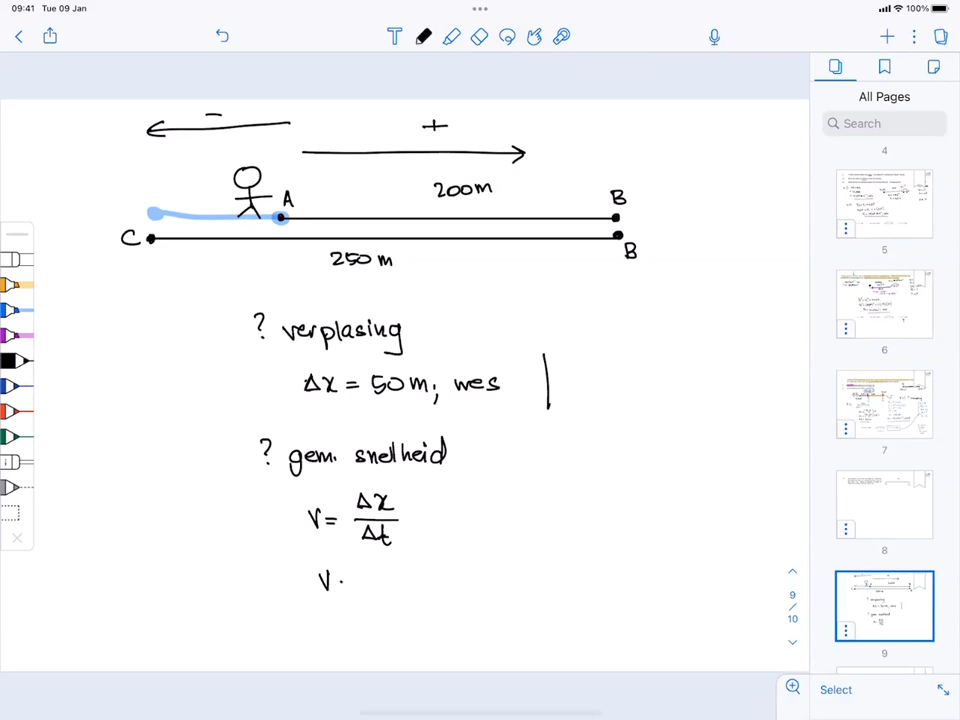 09:41 Tue 09 Jan
100%
All Pages
Search
4
5
6
7
8
9
−
+
A
200m
B
C
B
250 m
? verplasing
Δx = 50m, wes
? gem. snelheid
V = Δx / Δt
V
9
/
10
Select